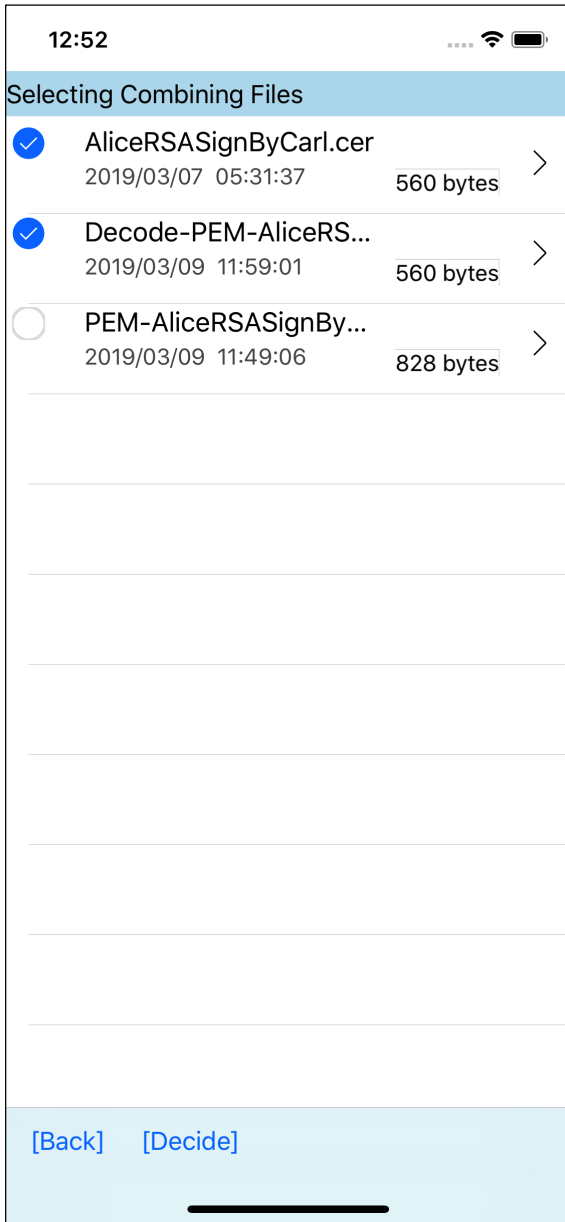 12:52
Selecting Combining Files
AliceRSASignByCarl.cer
2019/03/07 05:31:37 560 bytes
Decode-PEM-AliceRS...
2019/03/09 11:59:01 560 bytes
PEM-AliceRSASignBy...
2019/03/09 11:49:06 828 bytes
[Back] [Decide]